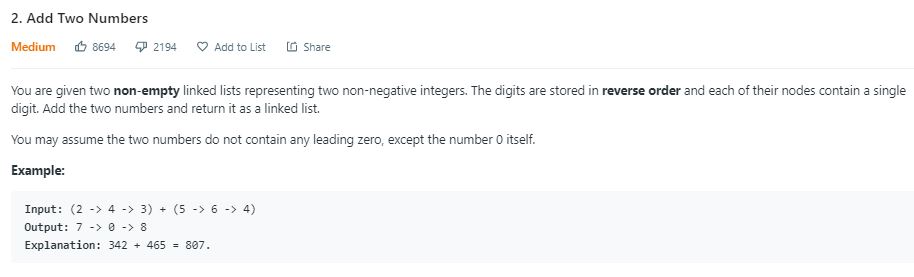 2. Add Two Numbers
Medium 8694 2194 Add to List Share
You are given two non-empty linked lists representing two non-negative integers. The digits are stored in reverse order and each of their nodes contain a single
digit. Add the two numbers and return it as a linked list.
You may assume the two numbers do not contain any leading zero, except the number 0 itself.
Example:
Input: (2 -> 4 -> 3) + (5 -> 6 -> 4)
Output: 7 -> 0 -> 8
Explanation: 342 + 465 = 807.